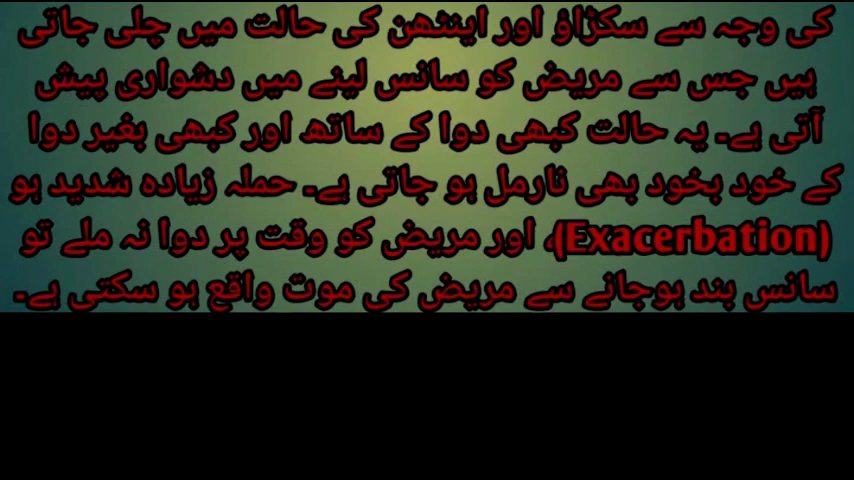 کی وجہ سے سکڑاؤ اور اینٹھن کی حالت میں چلی جاتی
ہیں جس سے مریض کو سانس لینے میں دشواری پیش
آتی ہے۔ یہ حالت کبھی دوا کے ساتھ اور کبھی بغیر دوا
کے خود بخود بھی نارمل ہو جاتی ہے۔ حملہ زیادہ شدید ہو
(Exacerbation)، اور مریض کو وقت پر دوا نہ ملے تو
سانس بند ہوجانے سے مریض کی موت واقع ہو سکتی ہے۔